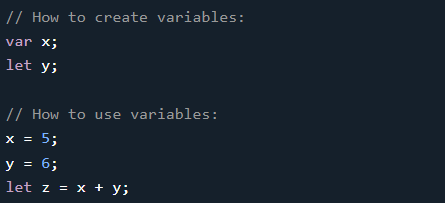 // How to create variables:
var x;
let y;

// How to use variables:
x = 5;
y = 6;
let z = x + y;